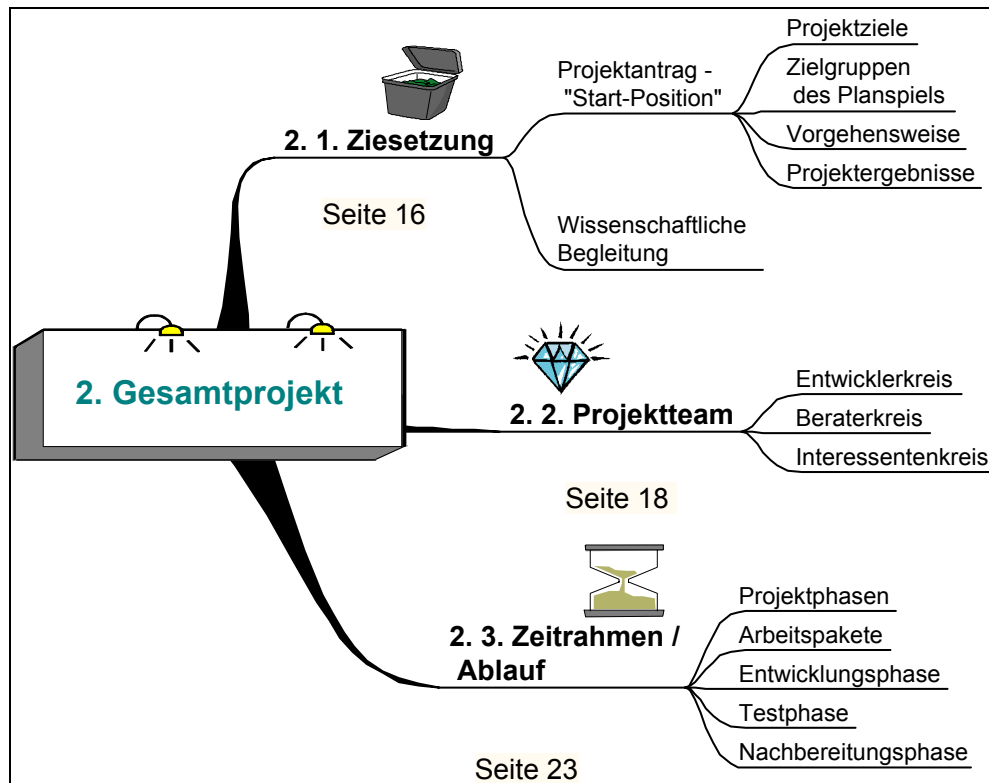 2. Gesamtprojekt
2. 1. Ziesetzung
Seite 16
Projektantrag -
"Start-Position"
Projektziele
Zielgruppen
des Planspiels
Vorgehensweise
Projektergebnisse
Wissenschaftliche
Begleitung
2. 2. Projektteam
Seite 18
Entwicklerkreis
Beraterkreis
Interessentenkreis
2. 3. Zeitrahmen /
Ablauf
Seite 23
Projektphasen
Arbeitspakete
Entwicklungsphase
Testphase
Nachbereitungsphase